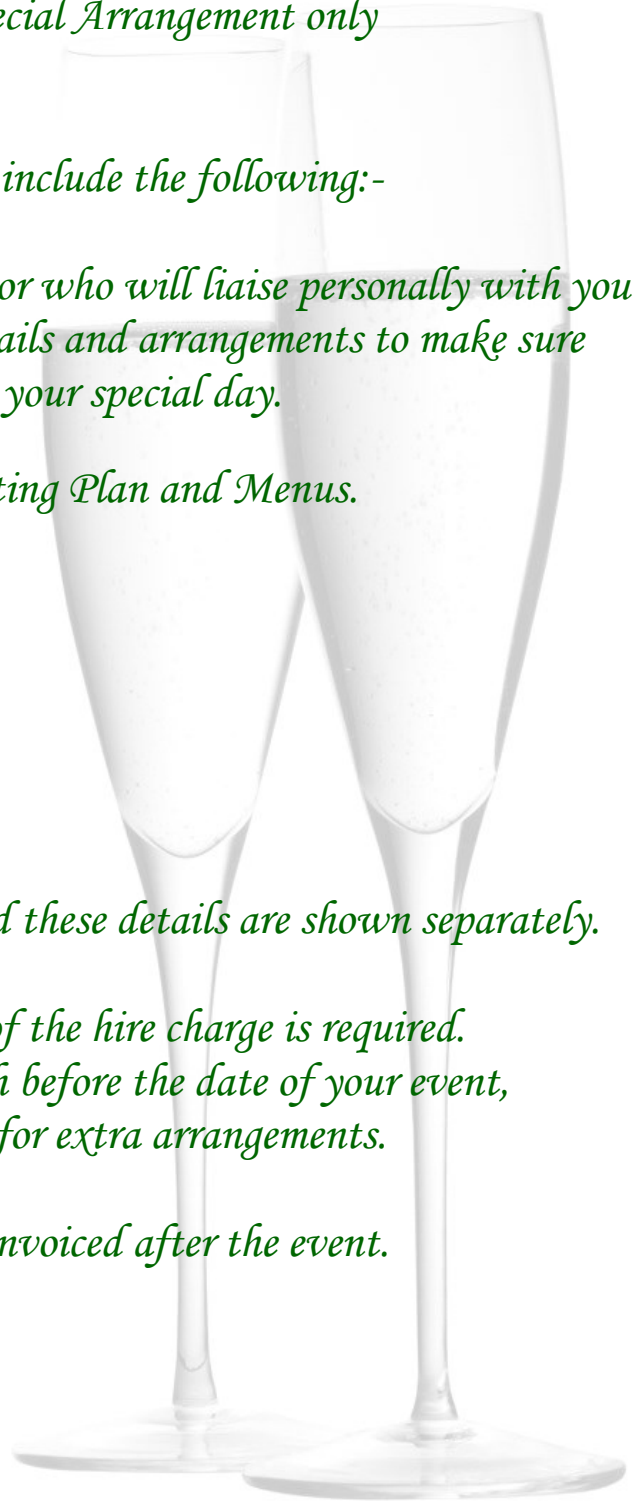 ecial Arrangement only
include the following:-
or who will liaise personally with you
ails and arrangements to make sure
your special day.
ting Plan and Menus.
d these details are shown separately.
of the hire charge is required.
h before the date of your event,
for extra arrangements.
nvoiced after the event.